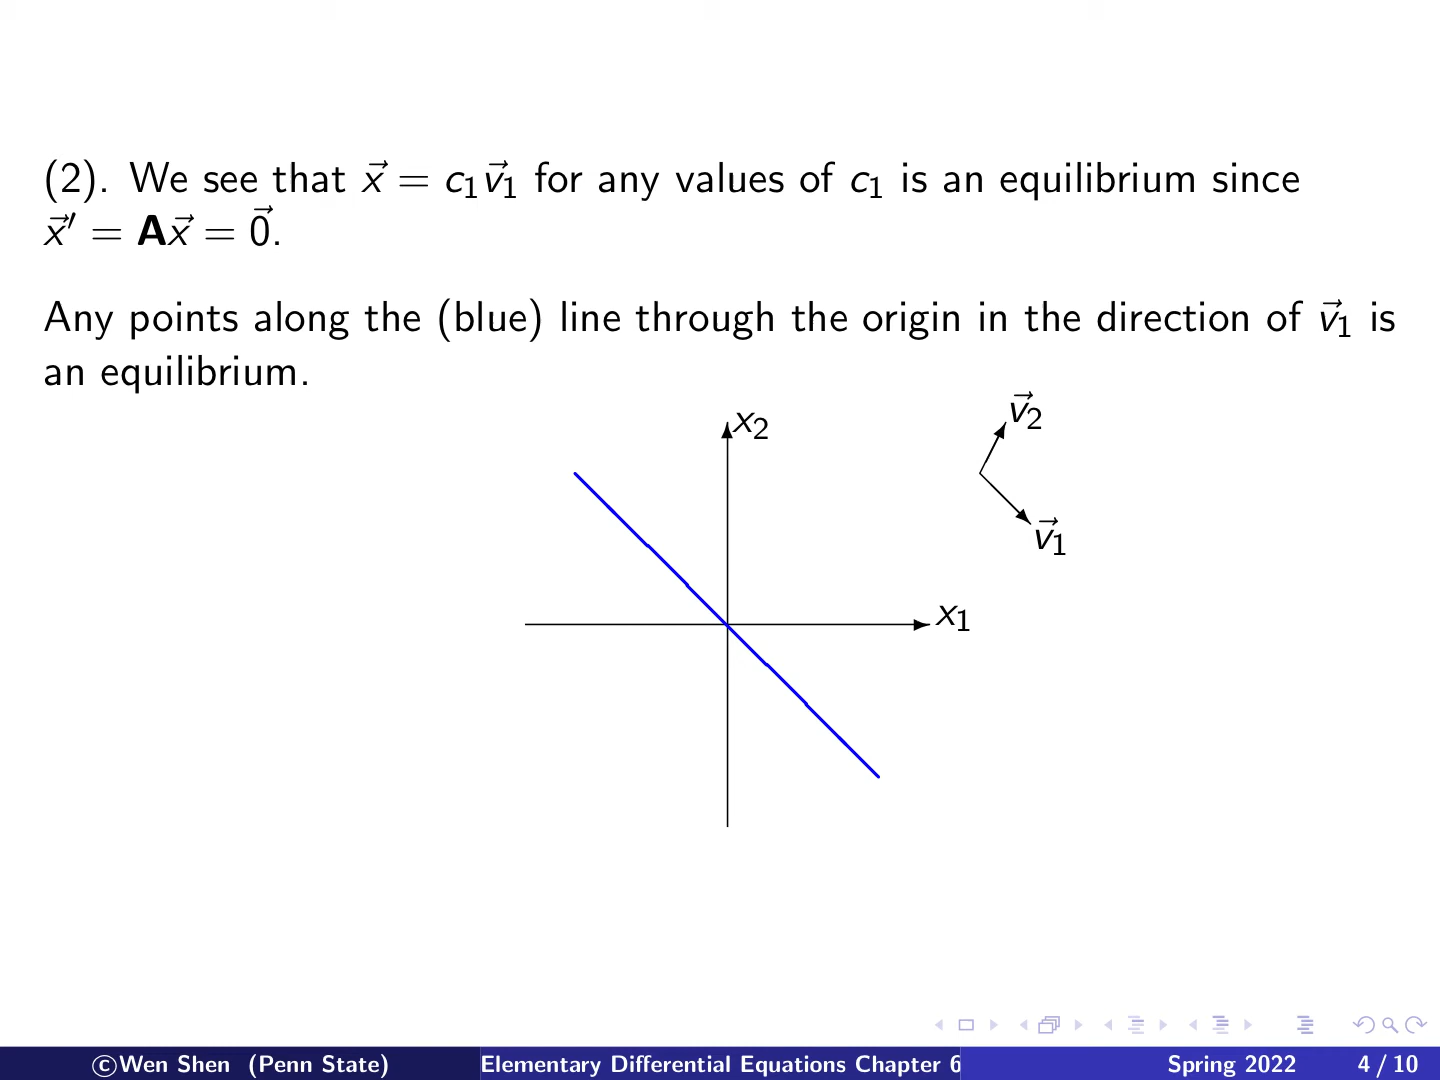 (2). We see that x⃗ = c₁v⃗₁ for any values of c₁ is an equilibrium since
x⃗′ = Ax⃗ = 0⃗.
Any points along the (blue) line through the origin in the direction of v⃗₁ is
an equilibrium.
x₂
v⃗₂
v⃗₁
x₁
©Wen Shen (Penn State) Elementary Differential Equations Chapter 6 Spring 2022 4 / 10